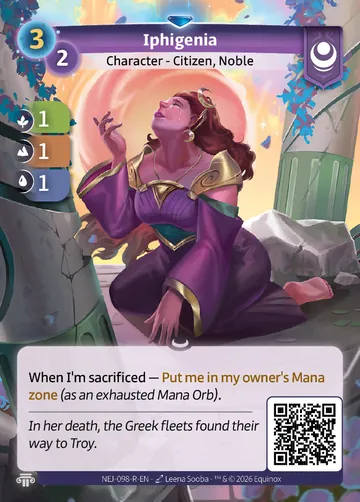 3
Iphigenia
2
Character - Citizen, Noble
1
1
1
When I'm sacrificed — Put me in my owner's Mana
zone (as an exhausted Mana Orb).
In her death, the Greek fleets found their
way to Troy.
NEJ-098-R-EN - Leena Sooba - ™ & © 2026 Equinox